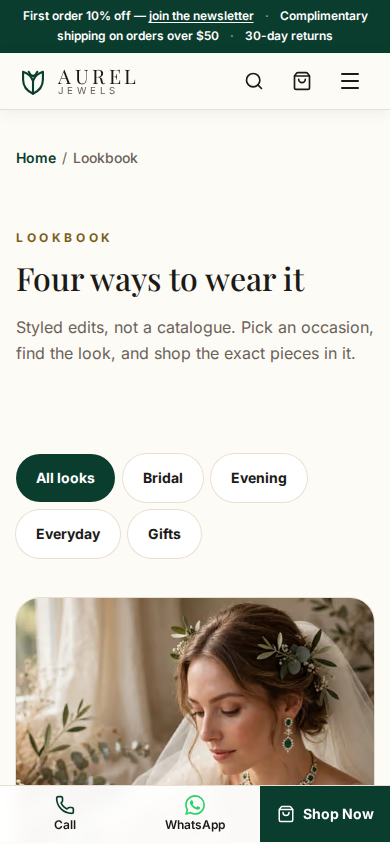 First order 10% off — join the newsletter · Complimentary
shipping on orders over $50 · 30-day returns
AUREL
JEWELS
Home / Lookbook
LOOKBOOK
Four ways to wear it
Styled edits, not a catalogue. Pick an occasion,
find the look, and shop the exact pieces in it.
All looks
Bridal
Evening
Everyday
Gifts
Call
WhatsApp
Shop Now